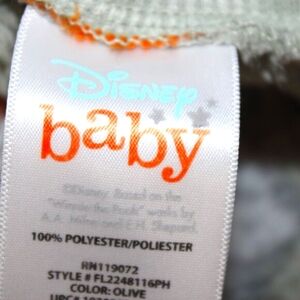 Disney
baby
©Disney Based on the
"Winnie the Pooh" works by
A.A. Milne and E.H. Shepard.
100% POLYESTER/POLIESTER
RN119072
STYLE # FL2248116PH
COLOR: OLIVE
UPC#